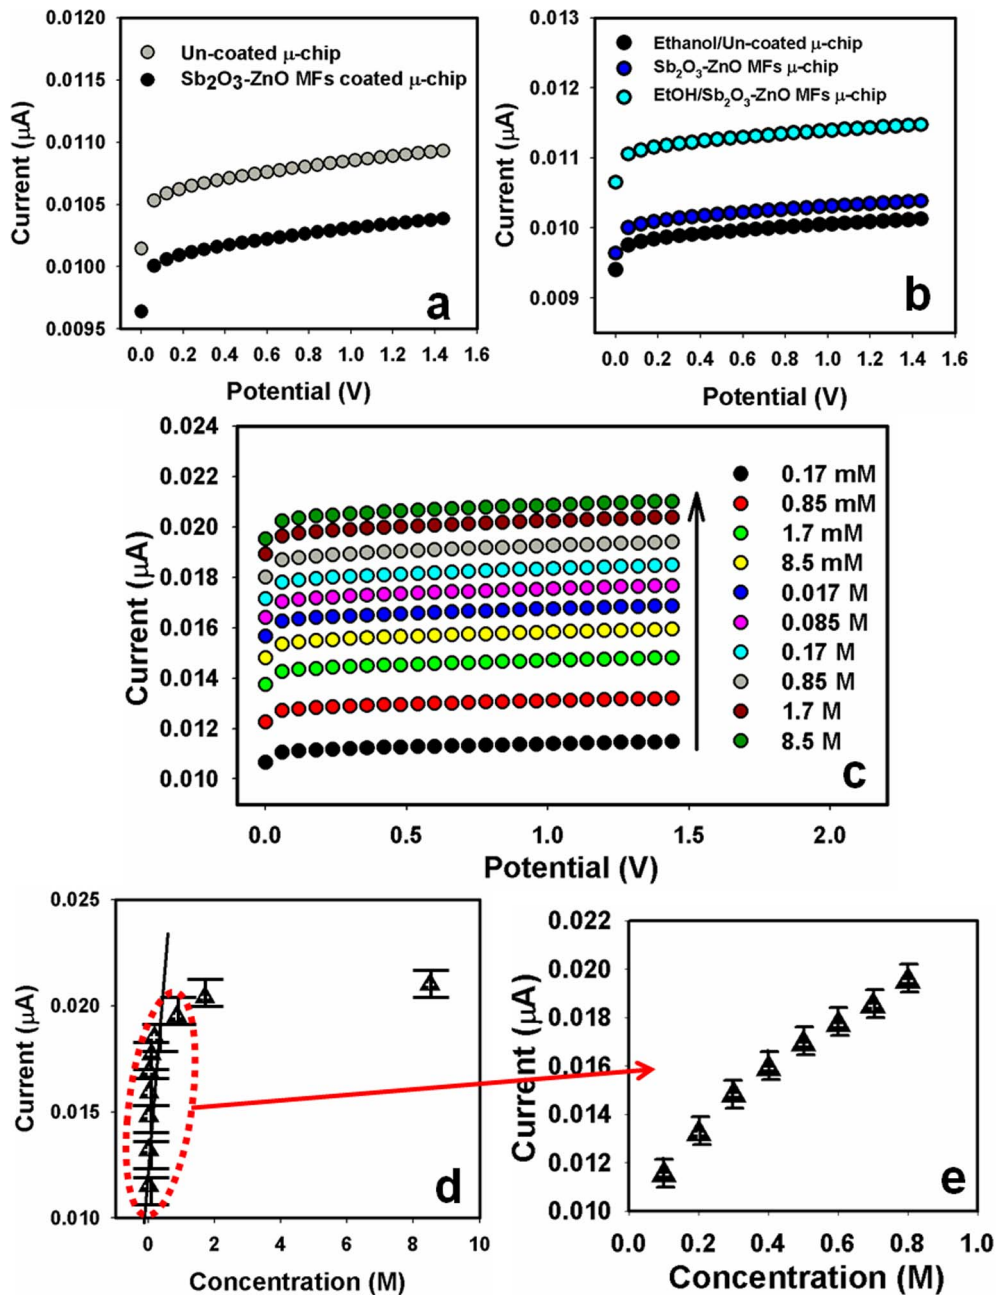 0.0120
0.0115
0.0110
0.0105
0.0100
0.0095
Current (μA)
Un-coated μ-chip
Sb₂O₃-ZnO MFs coated μ-chip
a
0.0 0.2 0.4 0.6 0.8 1.0 1.2 1.4 1.6
Potential (V)
0.013
0.012
0.011
0.010
0.009
Current (μA)
Ethanol/Un-coated μ-chip
Sb₂O₃-ZnO MFs μ-chip
EtOH/Sb₂O₃-ZnO MFs μ-chip
b
0.0 0.2 0.4 0.6 0.8 1.0 1.2 1.4 1.6
Potential (V)
0.024
0.022
0.020
0.018
0.016
0.014
0.012
0.010
Current (μA)
0.17 mM
0.85 mM
1.7 mM
8.5 mM
0.017 M
0.085 M
0.17 M
0.85 M
1.7 M
8.5 M
c
0.0 0.5 1.0 1.5 2.0
Potential (V)
0.025
0.020
0.015
0.010
Current (μA)
d
0 2 4 6 8 10
Concentration (M)
0.022
0.020
0.018
0.016
0.014
0.012
0.010
Current (μA)
e
0.0 0.2 0.4 0.6 0.8 1.0
Concentration (M)